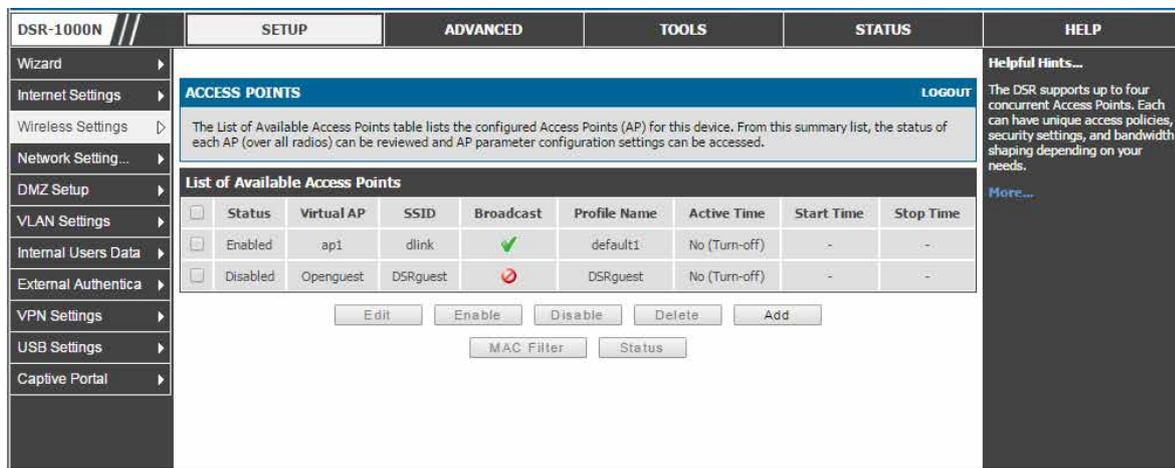 DSR-1000N SETUP ADVANCED TOOLS STATUS HELP
Wizard
Internet Settings
Wireless Settings
Network Setting...
DMZ Setup
VLAN Settings
Internal Users Data
External Authentica
VPN Settings
USB Settings
Captive Portal
ACCESS POINTS LOGOUT
The List of Available Access Points table lists the configured Access Points (AP) for this device. From this summary list, the status of
each AP (over all radios) can be reviewed and AP parameter configuration settings can be accessed.
List of Available Access Points
Status Virtual AP SSID Broadcast Profile Name Active Time Start Time Stop Time
Enabled ap1 dlink default1 No (Turn-off) - -
Disabled Openguest DSRguest DSRguest No (Turn-off) - -
Edit Enable Disable Delete Add
MAC Filter Status
Helpful Hints...
The DSR supports up to four
concurrent Access Points. Each
can have unique access policies,
security settings, and bandwidth
shaping depending on your
needs.
More...